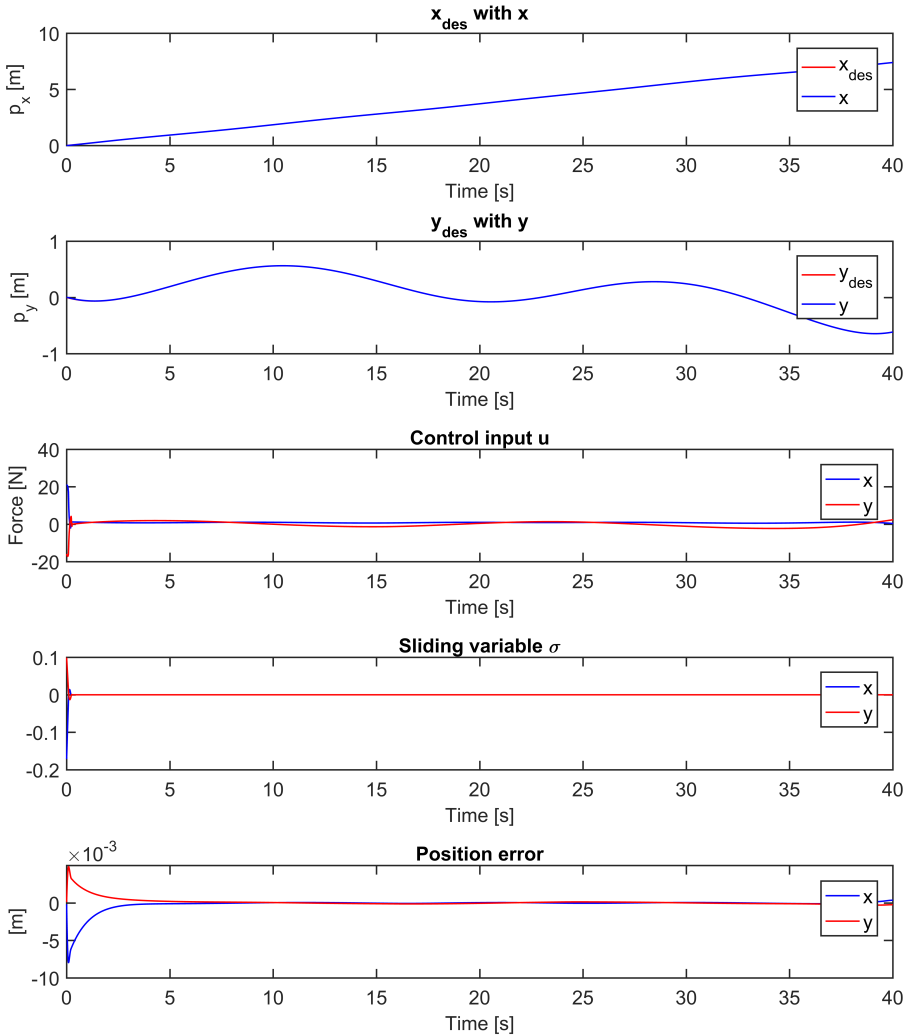 x_des with x
10
5
0
p_x [m]
x_des
x
0 5 10 15 20 25 30 35 40
Time [s]
y_des with y
1
0
-1
p_y [m]
y_des
y
0 5 10 15 20 25 30 35 40
Time [s]
Control input u
40
20
0
-20
Force [N]
x
y
0 5 10 15 20 25 30 35 40
Time [s]
Sliding variable σ
0.1
0
-0.1
-0.2
x
y
0 5 10 15 20 25 30 35 40
Time [s]
×10^-3
Position error
0
-5
-10
[m]
x
y
0 5 10 15 20 25 30 35 40
Time [s]